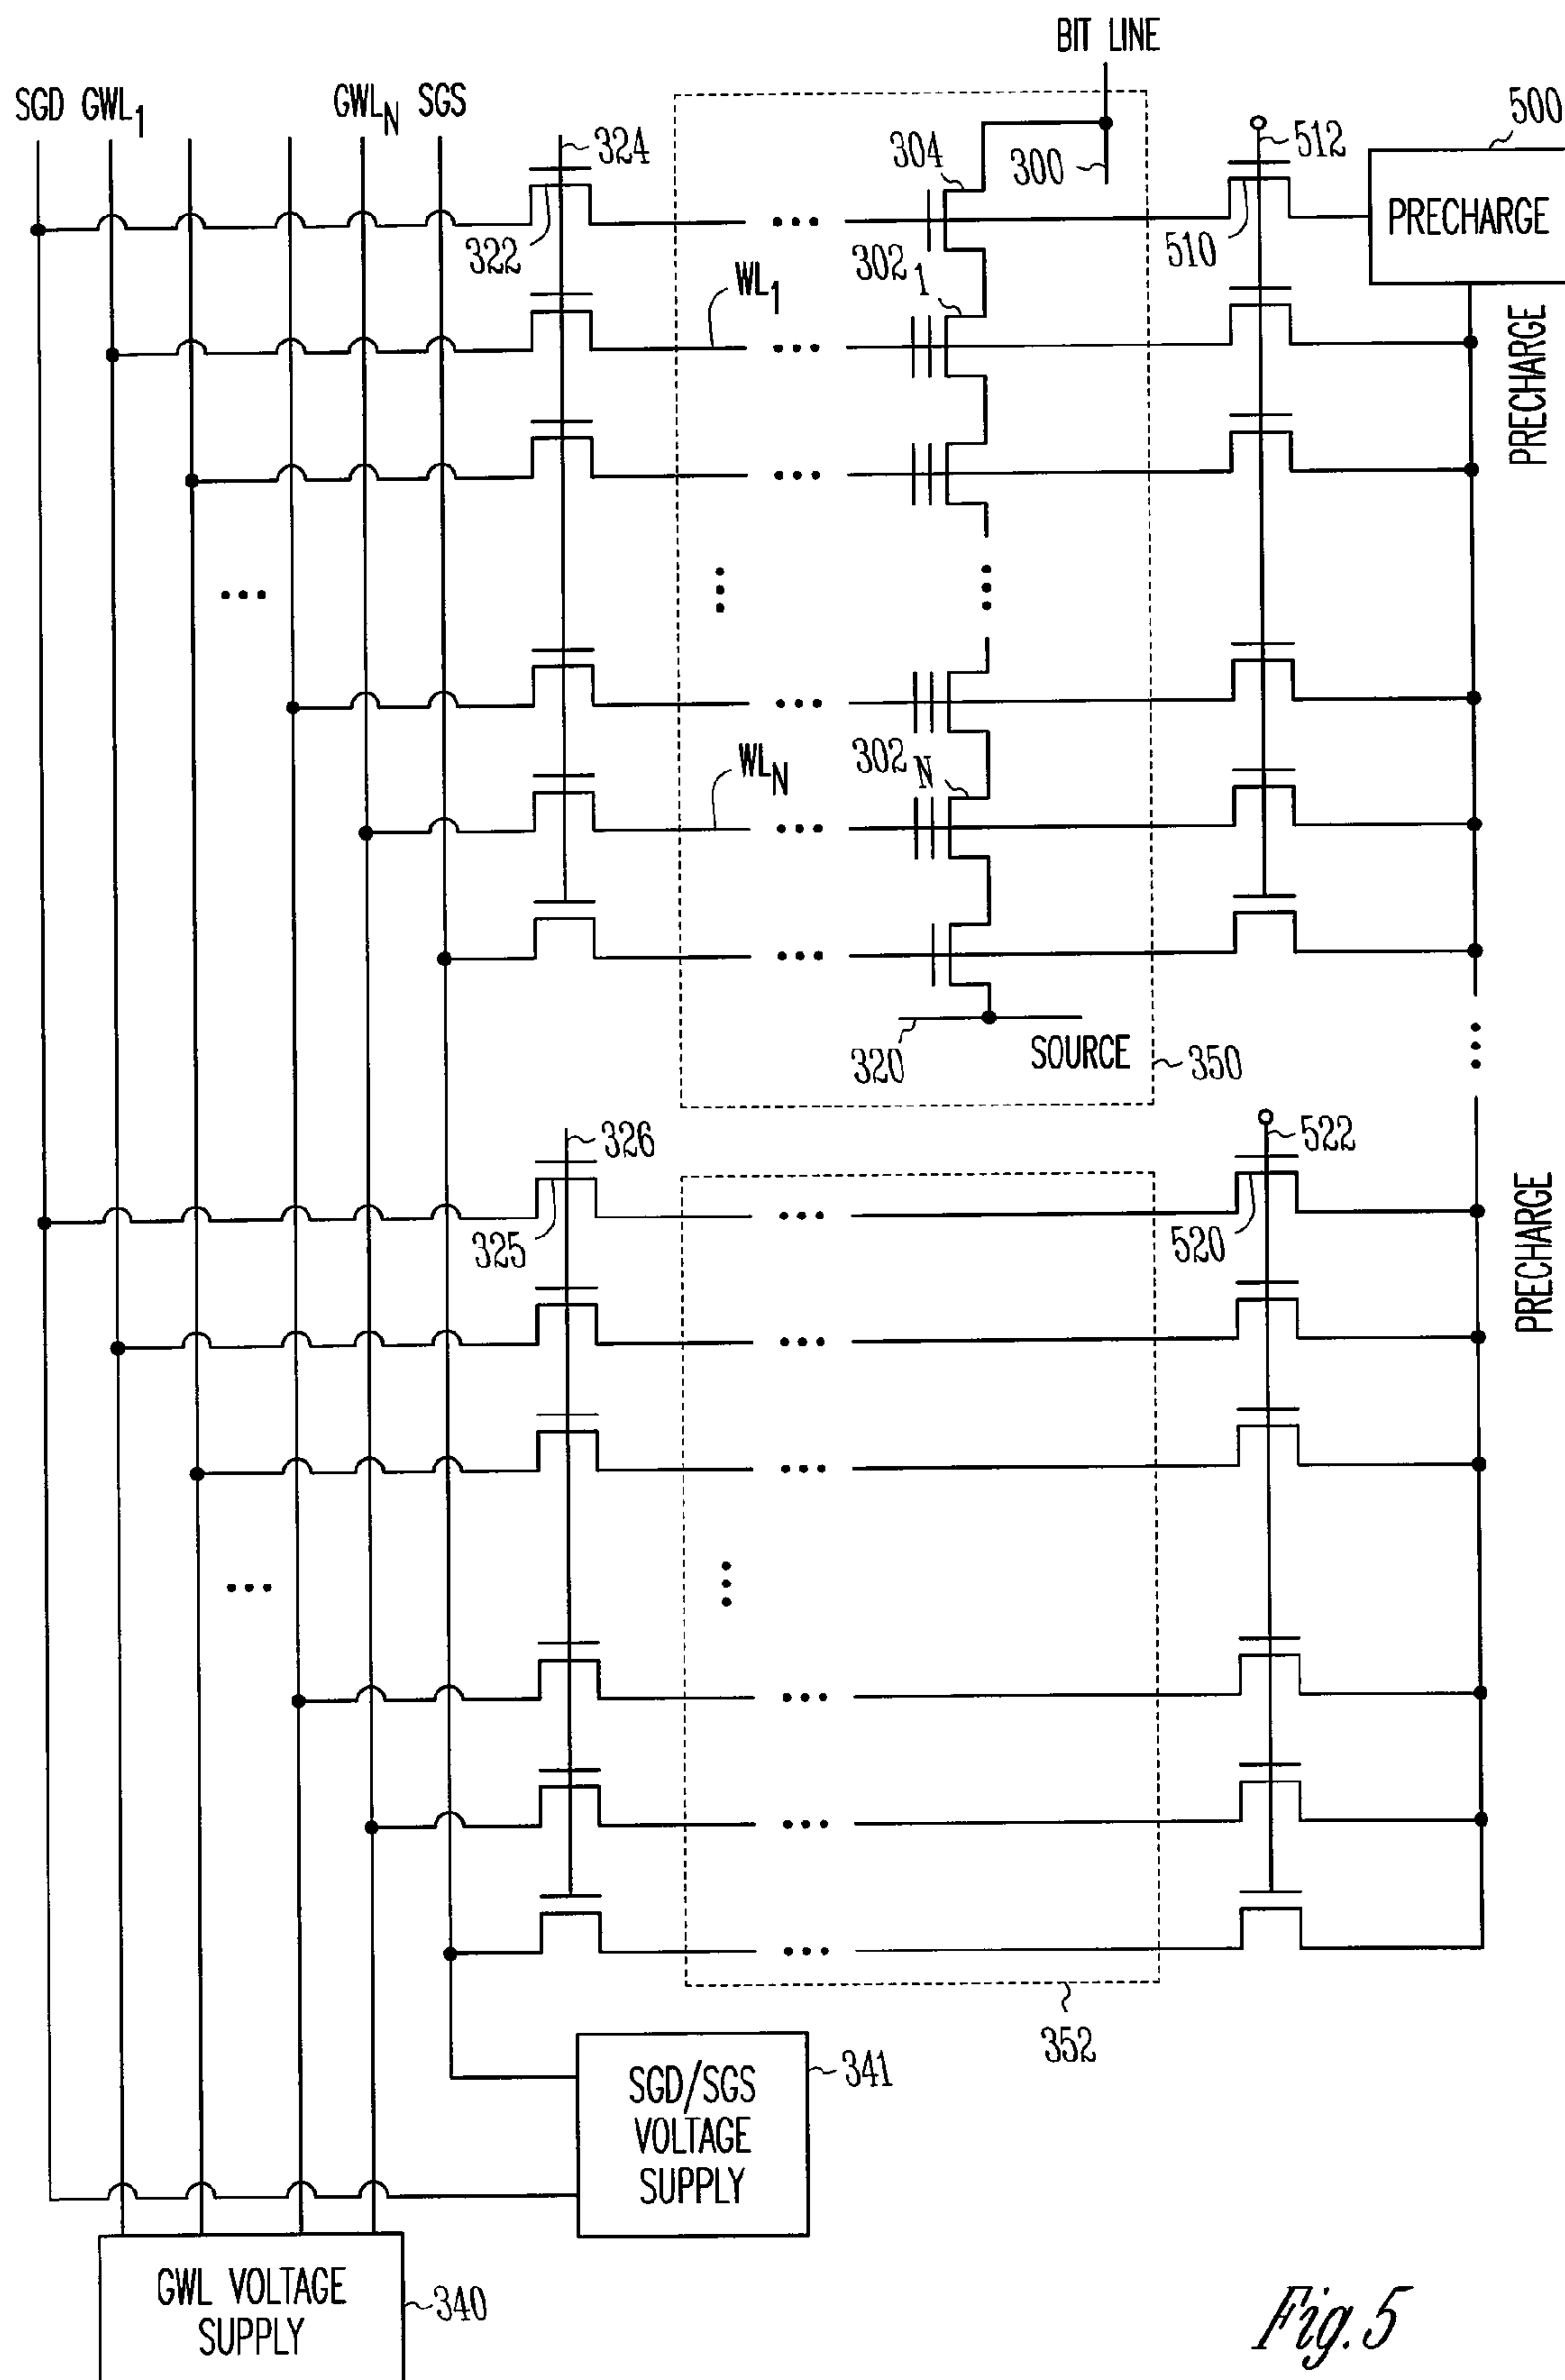 BIT LINE
SGD GWL1 GWLN SGS
324
304
300
512
500
322
3021
510
PRECHARGE
WL1
PRECHARGE
WLN
302N
320
SOURCE
350
326
522
325
520
PRECHARGE
352
SGD/SGS
VOLTAGE
SUPPLY
341
GWL VOLTAGE
SUPPLY
340
Fig. 5